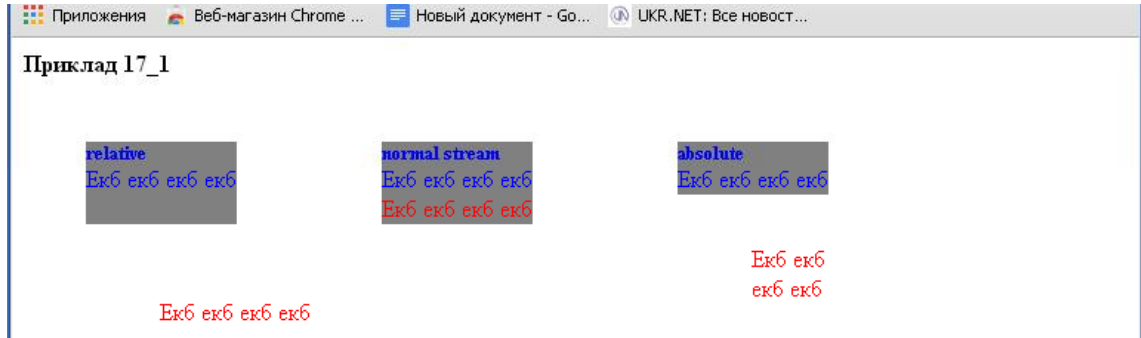 Приложения Веб-магазин Chrome ... Новый документ - Go... UKR.NET: Все новост...
Приклад 17_1
relative
Екб екб екб екб
normal stream
Екб екб екб екб
Екб екб екб екб
absolute
Екб екб екб екб
Екб екб
екб екб
Екб екб екб екб